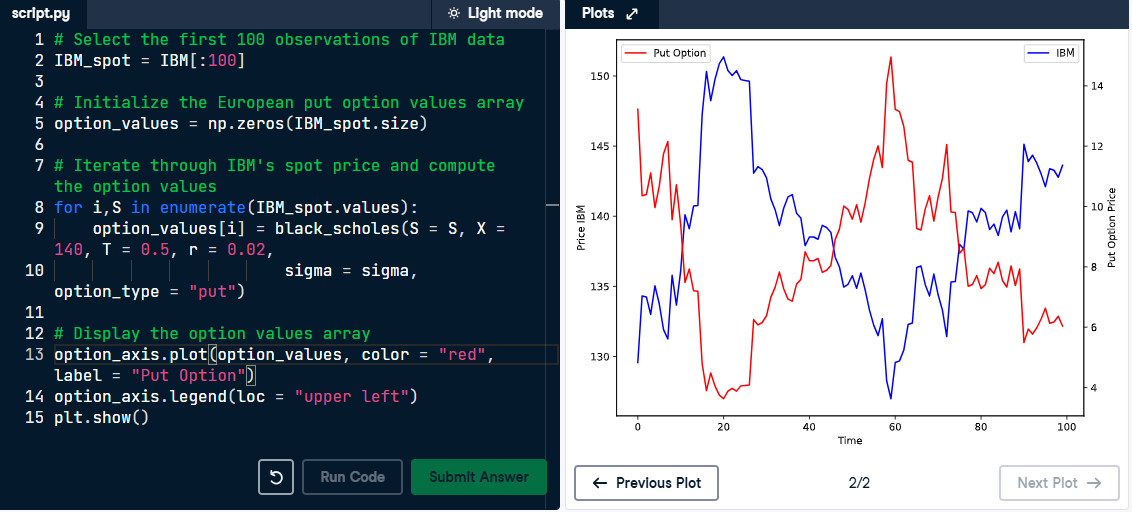 script.py
Light mode
1 # Select the first 100 observations of IBM data
2 IBM_spot = IBM[:100]
3
4 # Initialize the European put option values array
5 option_values = np.zeros(IBM_spot.size)
6
7 # Iterate through IBM's spot price and compute
the option values
8 for i,S in enumerate(IBM_spot.values):
9 option_values[i] = black_scholes(S = S, X =
140, T = 0.5, r = 0.02,
10 sigma = sigma,
option_type = "put")
11
12 # Display the option values array
13 option_axis.plot(option_values, color = "red",
label = "Put Option")
14 option_axis.legend(loc = "upper left")
15 plt.show()
Run Code
Submit Answer
Plots
Put Option
IBM
150
145
140
135
130
Price IBM
14
12
10
8
6
4
Put Option Price
0 20 40 60 80 100
Time
Previous Plot
2/2
Next Plot